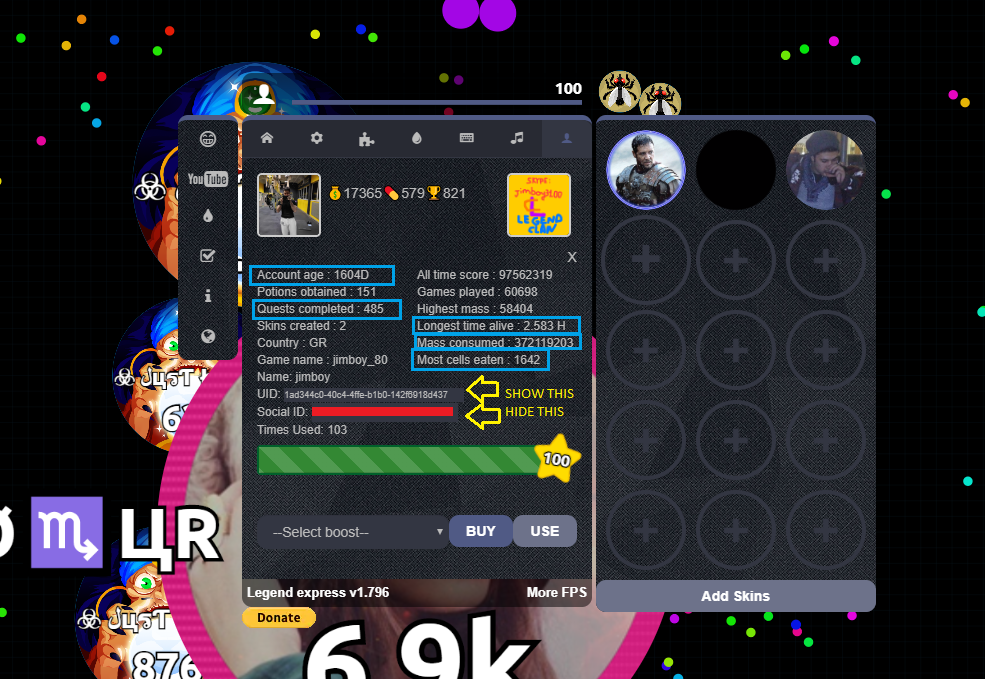 100
You Tube
17365 579 821
SKYPE:
jimboy1100
L
LEGEND
CLAN
X
Account age : 1604D
All time score : 97562319
Potions obtained : 151
Games played : 60698
Quests completed : 485
Highest mass : 58404
Skins created : 2
Longest time alive : 2.583 H
Country : GR
Mass consumed : 372119203
Game name : jimboy_80
Most cells eaten : 1642
Name: jimboy
UID: 1ad344c0-40c4-4ffe-b1b0-142f6918d437
SHOW THIS
Social ID:
HIDE THIS
Times Used: 103
100
--Select boost--
BUY
USE
ЦR
Legend express v1.796
More FPS
Add Skins
Donate
6.9k
876